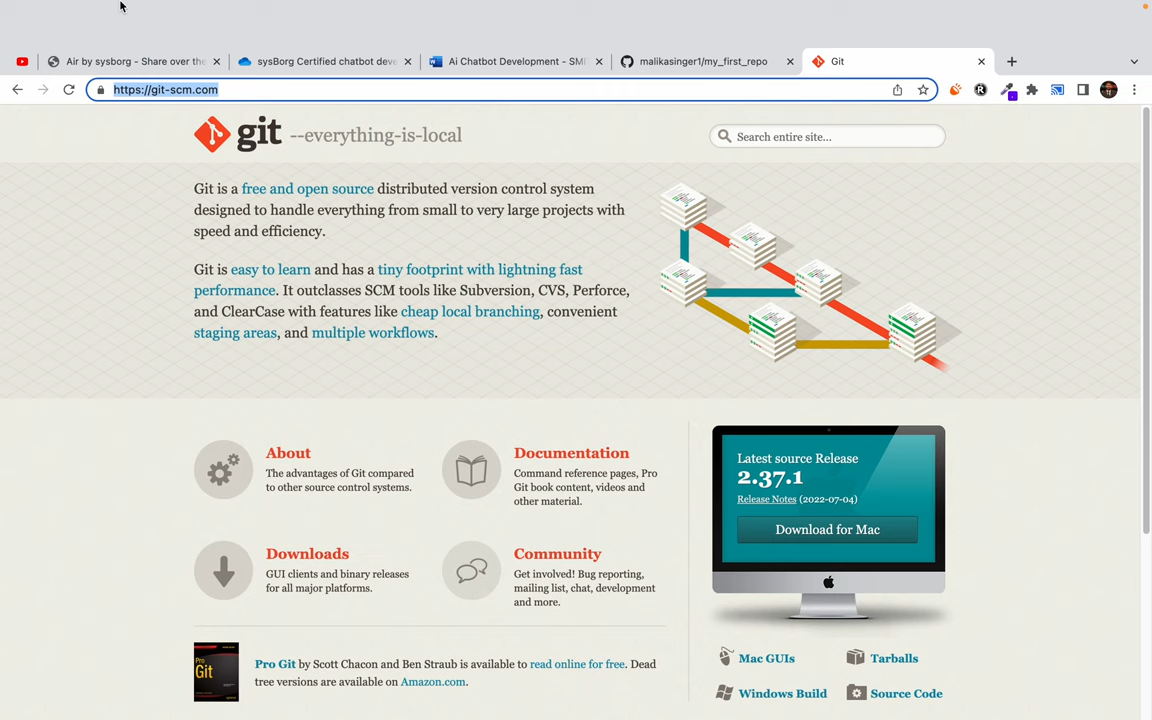 Air by sysborg - Share over the
sysBorg Certified chatbot deve
Ai Chatbot Development - SMI
malikasinger1/my_first_repo
Git
https://git-scm.com
git --everything-is-local
Search entire site...
Git is a free and open source distributed version control system
designed to handle everything from small to very large projects with
speed and efficiency.
Git is easy to learn and has a tiny footprint with lightning fast
performance. It outclasses SCM tools like Subversion, CVS, Perforce,
and ClearCase with features like cheap local branching, convenient
staging areas, and multiple workflows.
About
The advantages of Git compared
to other source control systems.
Documentation
Command reference pages, Pro
Git book content, videos and
other material.
Downloads
GUI clients and binary releases
for all major platforms.
Community
Get involved! Bug reporting,
mailing list, chat, development
and more.
Pro
Git
Pro Git by Scott Chacon and Ben Straub is available to read online for free. Dead
tree versions are available on Amazon.com.
Latest source Release
2.37.1
Release Notes (2022-07-04)
Download for Mac
Mac GUIs
Tarballs
Windows Build
Source Code